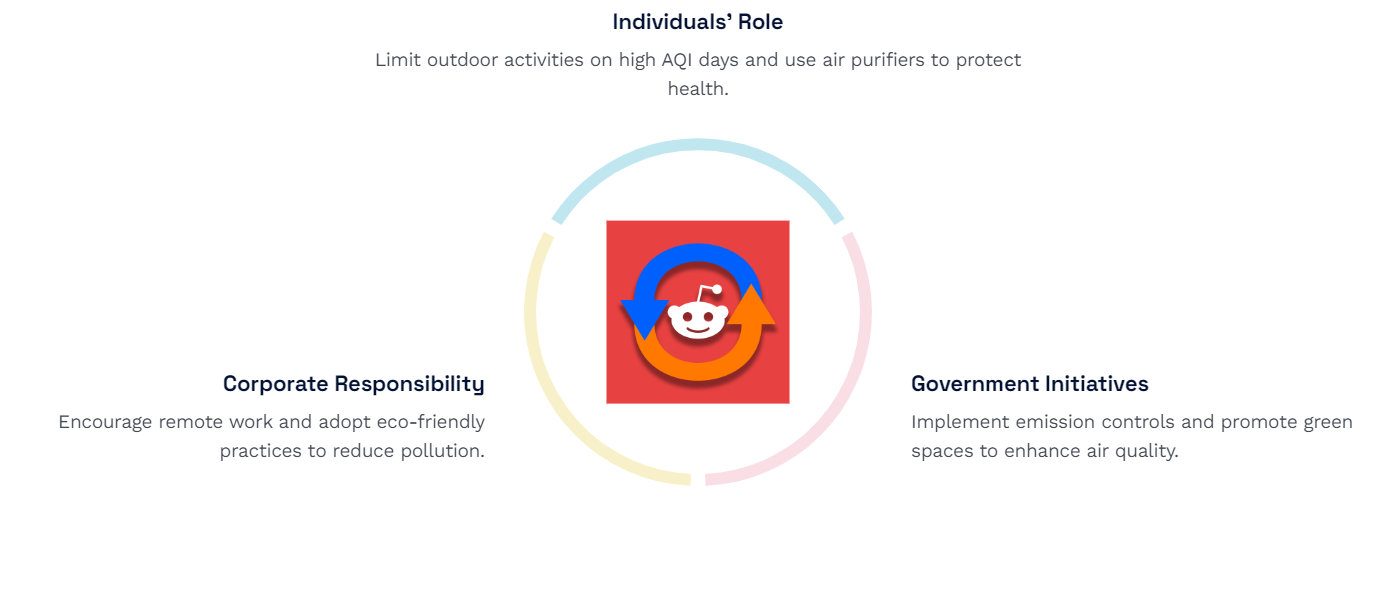 Individuals’ Role
Limit outdoor activities on high AQI days and use air purifiers to protect
health.
Corporate Responsibility
Encourage remote work and adopt eco-friendly
practices to reduce pollution.
Government Initiatives
Implement emission controls and promote green
spaces to enhance air quality.